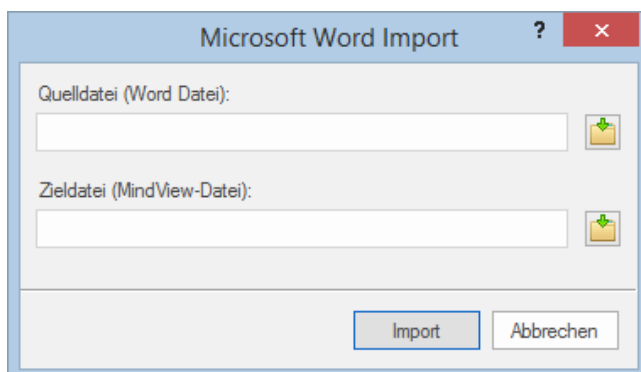 Microsoft Word Import
?
Quelldatei (Word Datei):
Zieldatei (MindView-Datei):
Import
Abbrechen